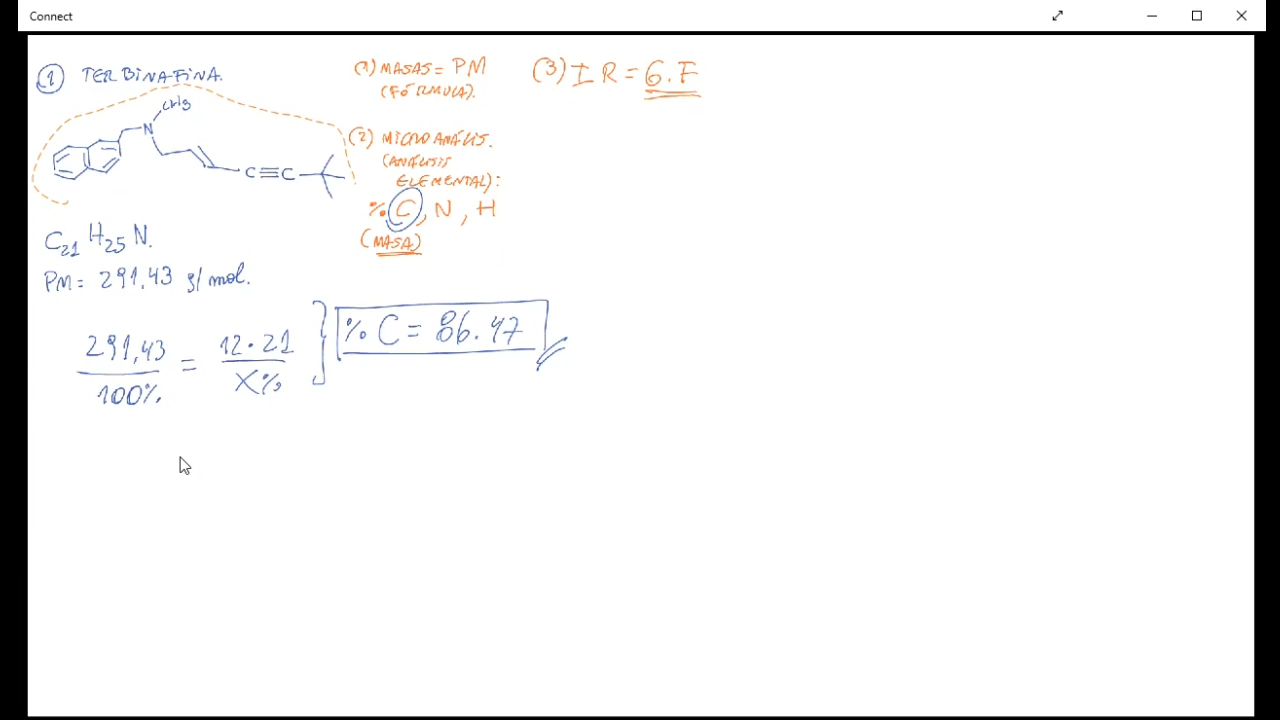 Connect
(1) TERBINAFINA.
CH3
N
C≡C
C21 H25 N.
PM = 291,43 g/mol.
(1) MASAS = PM
(FÓRMULA).
(2) MICROANÁLIS.
(ANÁLISIS
ELEMENTAL):
% C, N, H
(MASA)
(3) IR = G.F
291,43 / 100% = 12·21 / X% } % C = 86.47